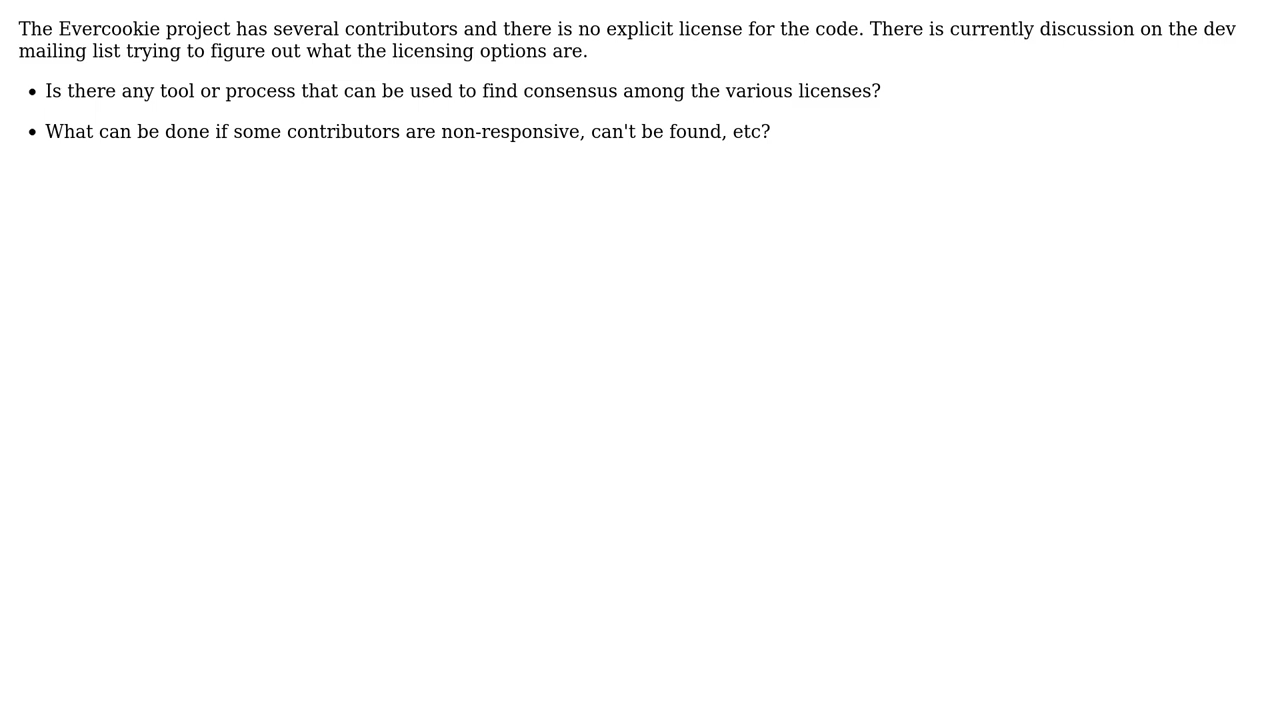 The Evercookie project has several contributors and there is no explicit license for the code. There is currently discussion on the dev
mailing list trying to figure out what the licensing options are.
• Is there any tool or process that can be used to find consensus among the various licenses?
• What can be done if some contributors are non-responsive, can't be found, etc?